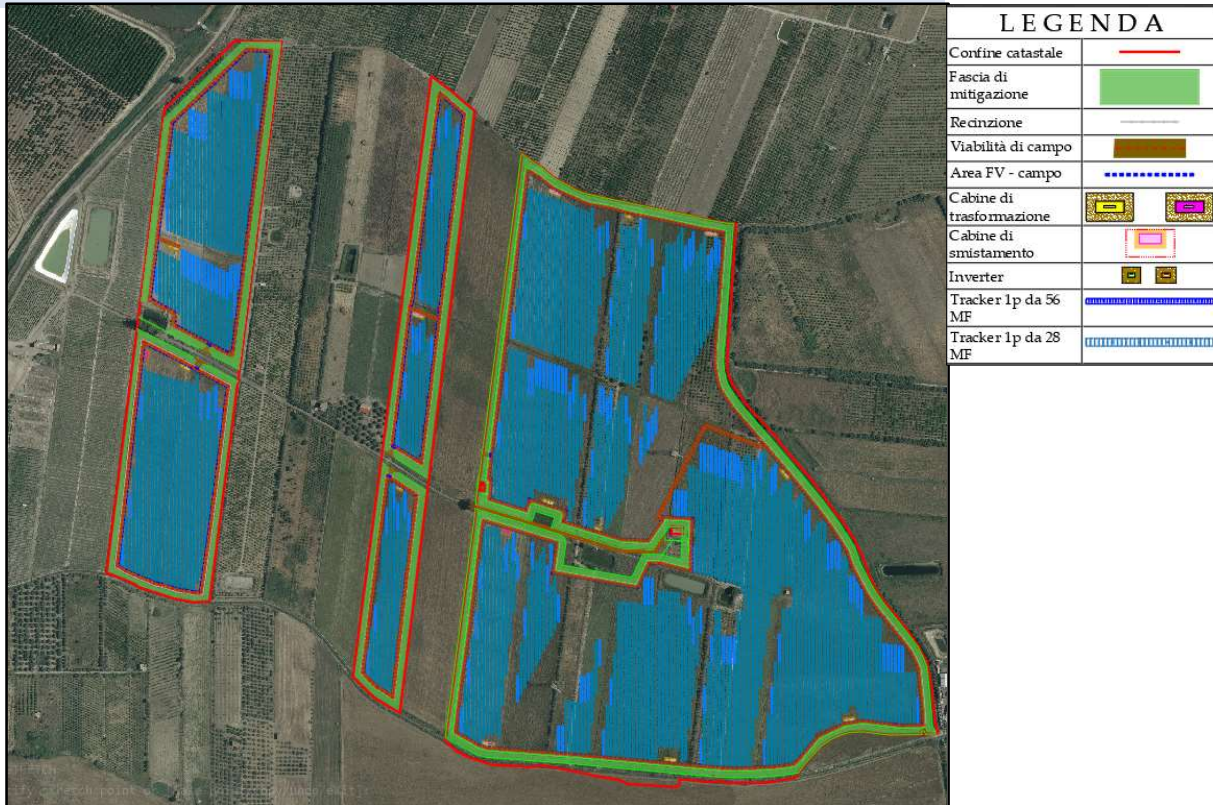 LEGENDA
Confine catastale
Fascia di
mitigazione
Recinzione
Viabilità di campo
Area FV - campo
Cabine di
trasformazione
Cabine di
smistamento
Inverter
Tracker 1p da 56
MF
Tracker 1p da 28
MF